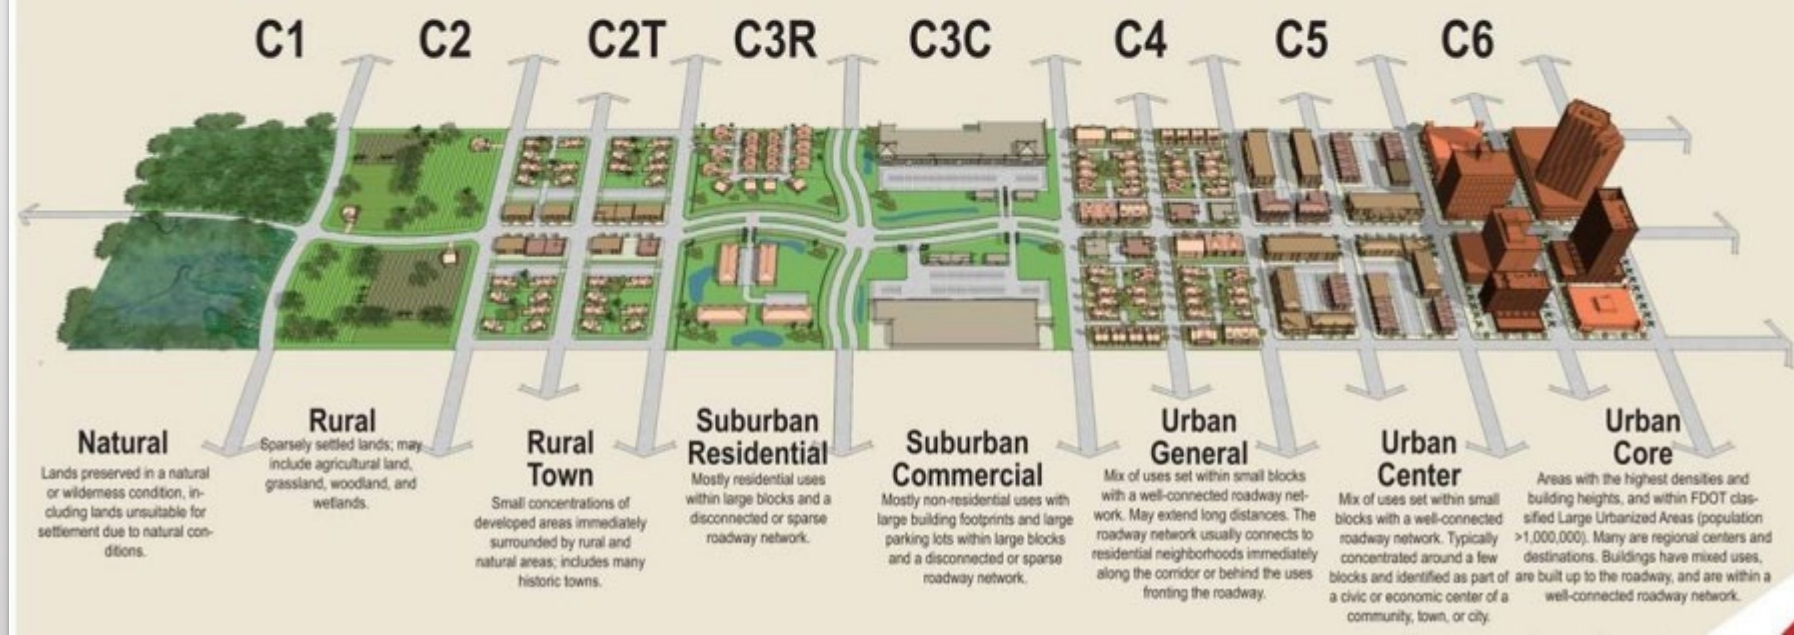 C1 C2 C2T C3R C3C C4 C5 C6
Natural
Lands preserved in a natural
or wilderness condition, in-
cluding lands unsuitable for
settlement due to natural con-
ditions.
Rural
Sparsely settled lands; may
include agricultural land,
grassland, woodland, and
wetlands.
Rural
Town
Small concentrations of
developed areas immediately
surrounded by rural and
natural areas; includes many
historic towns.
Suburban
Residential
Mostly residential uses
within large blocks and a
disconnected or sparse
roadway network.
Suburban
Commercial
Mostly non-residential uses with
large building footprints and large
parking lots within large blocks
and a disconnected or sparse
roadway network.
Urban
General
Mix of uses set within small blocks
with a well-connected roadway net-
work. May extend long distances. The
roadway network usually connects to
residential neighborhoods immediately
along the corridor or behind the uses
fronting the roadway.
Urban
Center
Mix of uses set within small
blocks with a well-connected
roadway network. Typically
concentrated around a few
blocks and identified as part of
a civic or economic center of a
community, town, or city.
Urban
Core
Areas with the highest densities and
building heights, and within FDOT clas-
sified Large Urbanized Areas (population
>1,000,000). Many are regional centers and
destinations. Buildings have mixed uses,
are built up to the roadway, and are within a
well-connected roadway network.